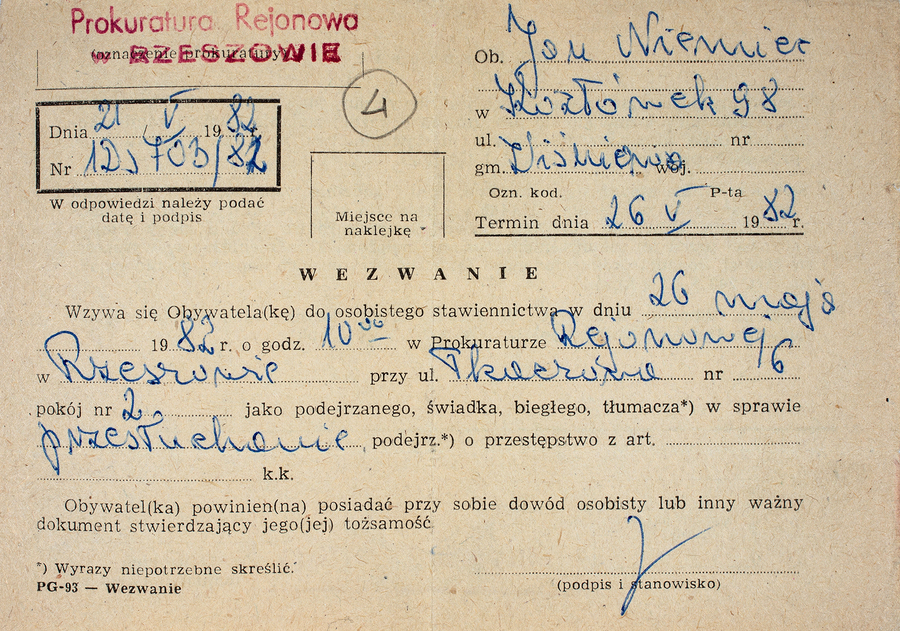 Prokuratura Rejonowa
w RZESZOWIE
(oznaczenie prokuratury)
4
Dnia 21 / V 1982 r.
Nr 1Ds 703/82
W odpowiedzi należy podać
datę i podpis
Miejsce na
naklejkę
Ob. Jan Niemiec
w Kozłówek 98
ul. nr
gm. Wiśniowa woj.
Ozn. kod. P-ta
Termin dnia 26 V 1982 r.
WEZWANIE
Wzywa się Obywatela(kę) do osobistego stawiennictwa w dniu 26 maja
1982 r. o godz. 10 00 w Prokuraturze Rejonowej
w Rzeszowie przy ul. nr 6
pokój nr 2 jako podejrzanego, świadka, biegłego, tłumacza*) w sprawie
przesłuchanie podejrz.*) o przestępstwo z art.
k.k.
Obywatel(ka) powinien(na) posiadać przy sobie dowód osobisty lub inny ważny
dokument stwierdzający jego(jej) tożsamość
*) Wyrazy niepotrzebne skreślić.
(podpis i stanowisko)
PG-93 — Wezwanie